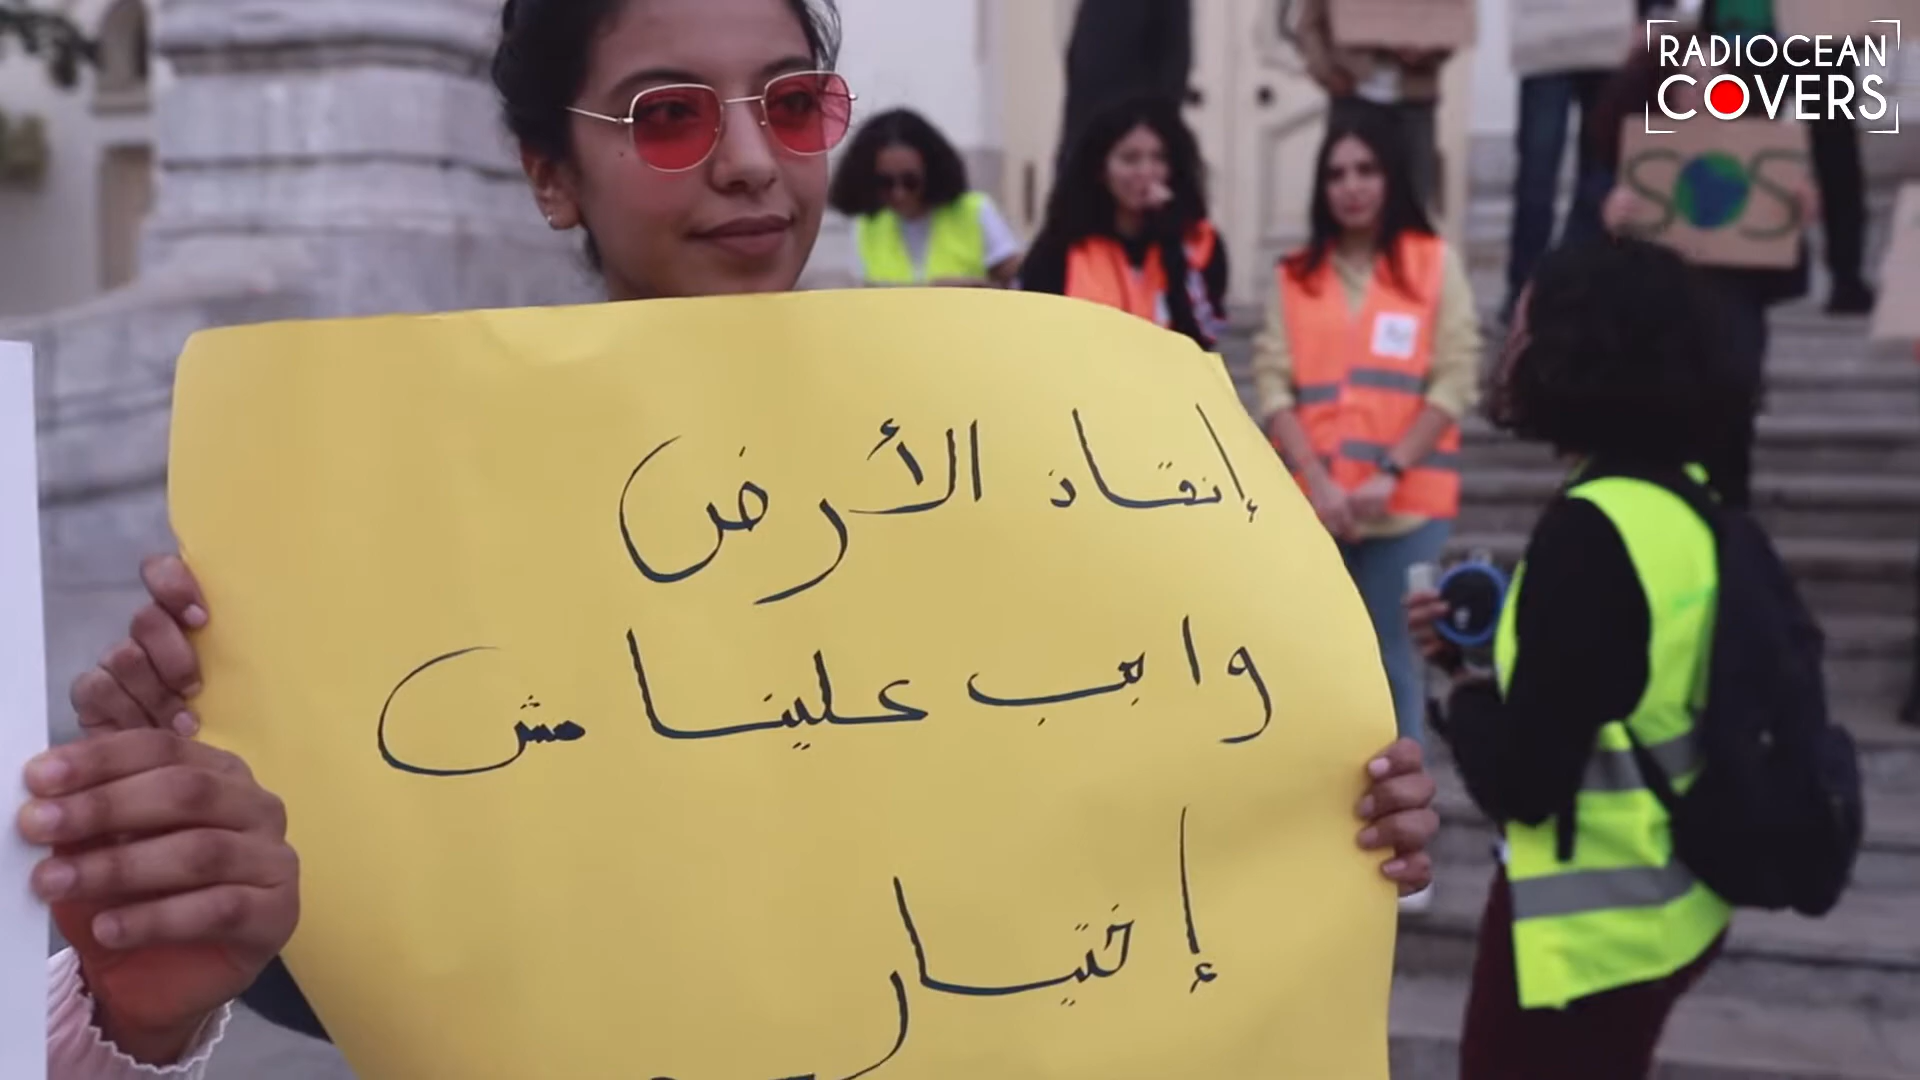 RADIOCEAN
COVERS
SOS
إنقاذ الأرض
واجب علينا مش
إختيار